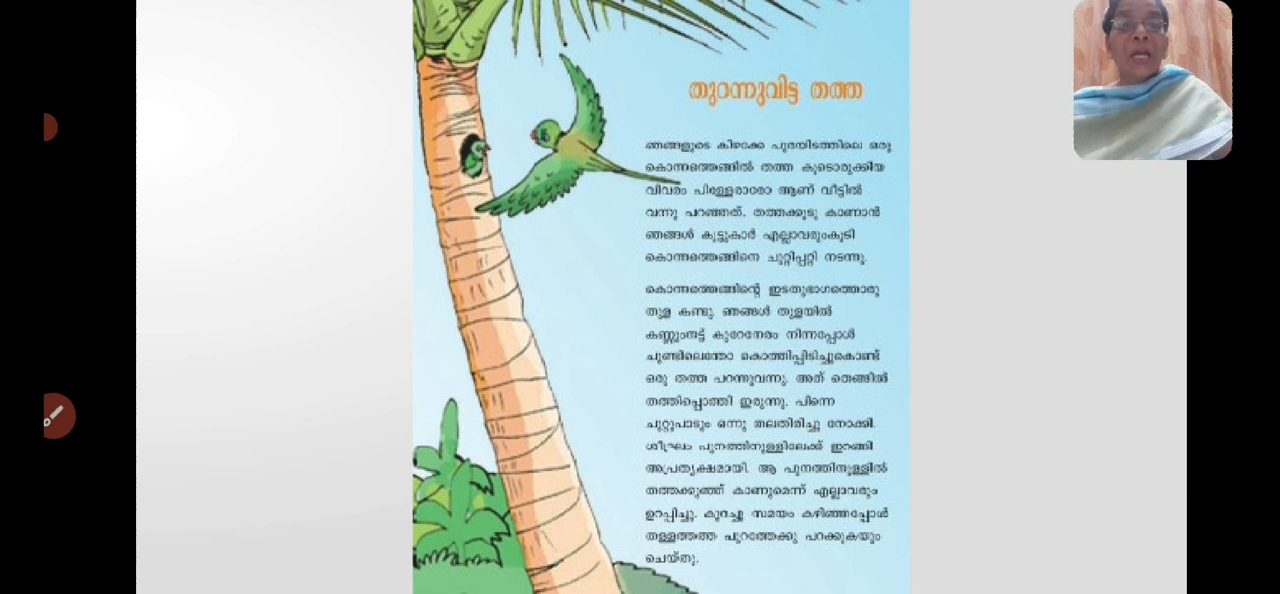 തുറന്നുവിട്ട തത്ത
ഞങ്ങളുടെ കിഴക്കേ പുരയിടത്തിലെ ഒരു
കൊന്നത്തെങ്ങിൽ തത്ത കൂടൊരുക്കിയ
വിവരം പിള്ളേരാരോ ആണ് വീട്ടിൽ
വന്നു പറഞ്ഞത്. തത്തക്കൂടു കാണാൻ
ഞങ്ങൾ കൂട്ടുകാർ എല്ലാവരുംകൂടി
കൊന്നത്തെങ്ങിനെ ചുറ്റിപ്പറ്റി നടന്നു.
കൊന്നത്തെങ്ങിന്റെ ഇടതുഭാഗത്തൊരു
തുള കണ്ടു. ഞങ്ങൾ തുളയിൽ
കണ്ണുംനട്ട് കുറേനേരം നിന്നപ്പോൾ
ചുണ്ടിലെന്തോ കൊത്തിപ്പിടിച്ചുകൊണ്ട്
ഒരു തത്ത പറന്നുവന്നു. അത് തെങ്ങിൽ
തത്തിപ്പൊത്തി ഇരുന്നു. പിന്നെ
ചുറ്റുപാടും ഒന്നു തലതിരിച്ചു നോക്കി.
ശീഘ്രം പുനത്തിനുള്ളിലേക്ക് ഇറങ്ങി
അപ്രത്യക്ഷമായി. ആ പുനത്തിനുള്ളിൽ
തത്തക്കുഞ്ഞ് കാണുമെന്ന് എല്ലാവരും
ഉറപ്പിച്ചു. കുറച്ചു സമയം കഴിഞ്ഞപ്പോൾ
തള്ളത്തത്ത പുറത്തേക്കു പറക്കുകയും
ചെയ്തു.